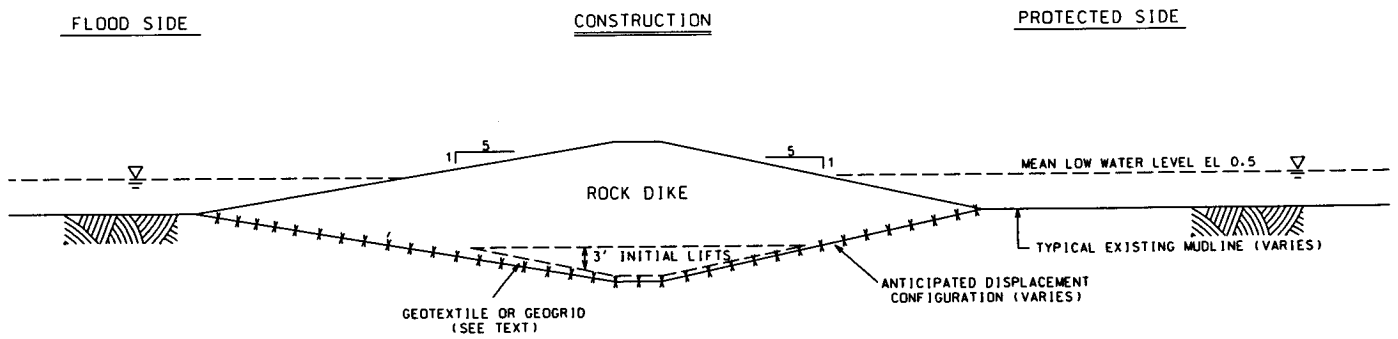 FLOOD SIDE
CONSTRUCTION
PROTECTED SIDE
5
1
5
1
MEAN LOW WATER LEVEL EL 0.5
ROCK DIKE
3' INITIAL LIFTS
TYPICAL EXISTING MUDLINE (VARIES)
ANTICIPATED DISPLACEMENT
CONFIGURATION (VARIES)
GEOTEXTILE OR GEOGRID
(SEE TEXT)